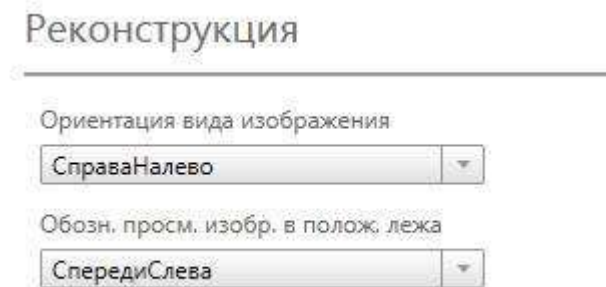 Реконструкция
Ориентация вида изображения
СправаНалево
Обозн. просм. изобр. в полож. лежа
СпередиСлева